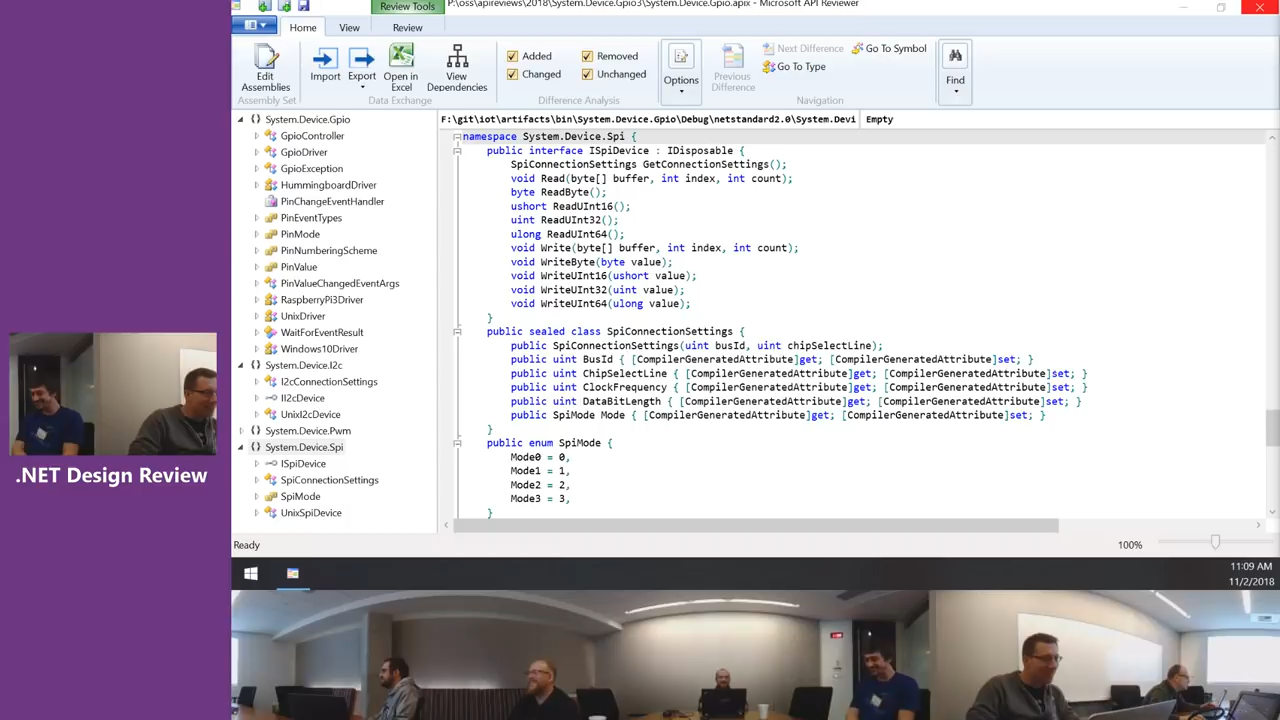 Review Tools
P:\oss\apireviews\2018\System.Device.Gpio3\System.Device.Gpio.apix - Microsoft API Reviewer
Home
View
Review
Edit Assemblies
Import
Export
Open in Excel
View Dependencies
Added
Removed
Changed
Unchanged
Options
Previous Difference
Next Difference
Go To Symbol
Go To Type
Find
Assembly Set
Data Exchange
Difference Analysis
Navigation
System.Device.Gpio
GpioController
GpioDriver
GpioException
HummingboardDriver
PinChangeEventHandler
PinEventTypes
PinMode
PinNumberingScheme
PinValue
PinValueChangedEventArgs
RaspberryPi3Driver
UnixDriver
WaitForEventResult
Windows10Driver
System.Device.I2c
I2cConnectionSettings
II2cDevice
UnixI2cDevice
System.Device.Pwm
System.Device.Spi
ISpiDevice
SpiConnectionSettings
SpiMode
UnixSpiDevice
F:\git\iot\artifacts\bin\System.Device.Gpio\Debug\netstandard2.0\System.Devi
Empty
namespace System.Device.Spi {
public interface ISpiDevice : IDisposable {
SpiConnectionSettings GetConnectionSettings();
void Read(byte[] buffer, int index, int count);
byte ReadByte();
ushort ReadUInt16();
uint ReadUInt32();
ulong ReadUInt64();
void Write(byte[] buffer, int index, int count);
void WriteByte(byte value);
void WriteUInt16(ushort value);
void WriteUInt32(uint value);
void WriteUInt64(ulong value);
}
public sealed class SpiConnectionSettings {
public SpiConnectionSettings(uint busId, uint chipSelectLine);
public uint BusId { [CompilerGeneratedAttribute]get; [CompilerGeneratedAttribute]set; }
public uint ChipSelectLine { [CompilerGeneratedAttribute]get; [CompilerGeneratedAttribute]set; }
public uint ClockFrequency { [CompilerGeneratedAttribute]get; [CompilerGeneratedAttribute]set; }
public uint DataBitLength { [CompilerGeneratedAttribute]get; [CompilerGeneratedAttribute]set; }
public SpiMode Mode { [CompilerGeneratedAttribute]get; [CompilerGeneratedAttribute]set; }
}
public enum SpiMode {
Mode0 = 0,
Mode1 = 1,
Mode2 = 2,
Mode3 = 3,
}
.NET Design Review
Ready
100%
11:09 AM
11/2/2018